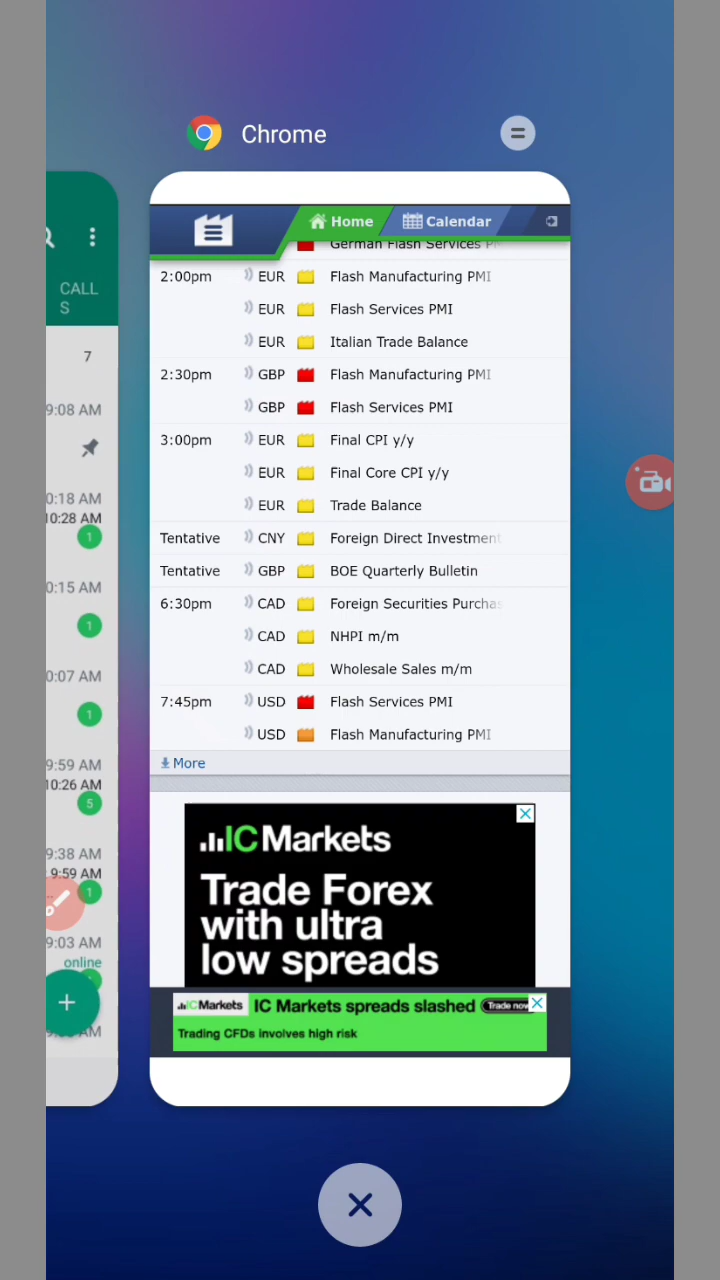 Chrome
CALL
S
7
9:08 AM
0:18 AM
10:28 AM
1
0:15 AM
1
0:07 AM
1
9:59 AM
10:26 AM
5
9:38 AM
9:59 AM
1
9:03 AM
online
AM
Home Calendar
German Flash Services
2:00pm EUR Flash Manufacturing PMI
EUR Flash Services PMI
EUR Italian Trade Balance
2:30pm GBP Flash Manufacturing PMI
GBP Flash Services PMI
3:00pm EUR Final CPI y/y
EUR Final Core CPI y/y
EUR Trade Balance
Tentative CNY Foreign Direct Investment
Tentative GBP BOE Quarterly Bulletin
6:30pm CAD Foreign Securities Purchas
CAD NHPI m/m
CAD Wholesale Sales m/m
7:45pm USD Flash Services PMI
USD Flash Manufacturing PMI
More
IC Markets
Trade Forex
with ultra
low spreads
IC Markets IC Markets spreads slashed Trade now
Trading CFDs involves high risk